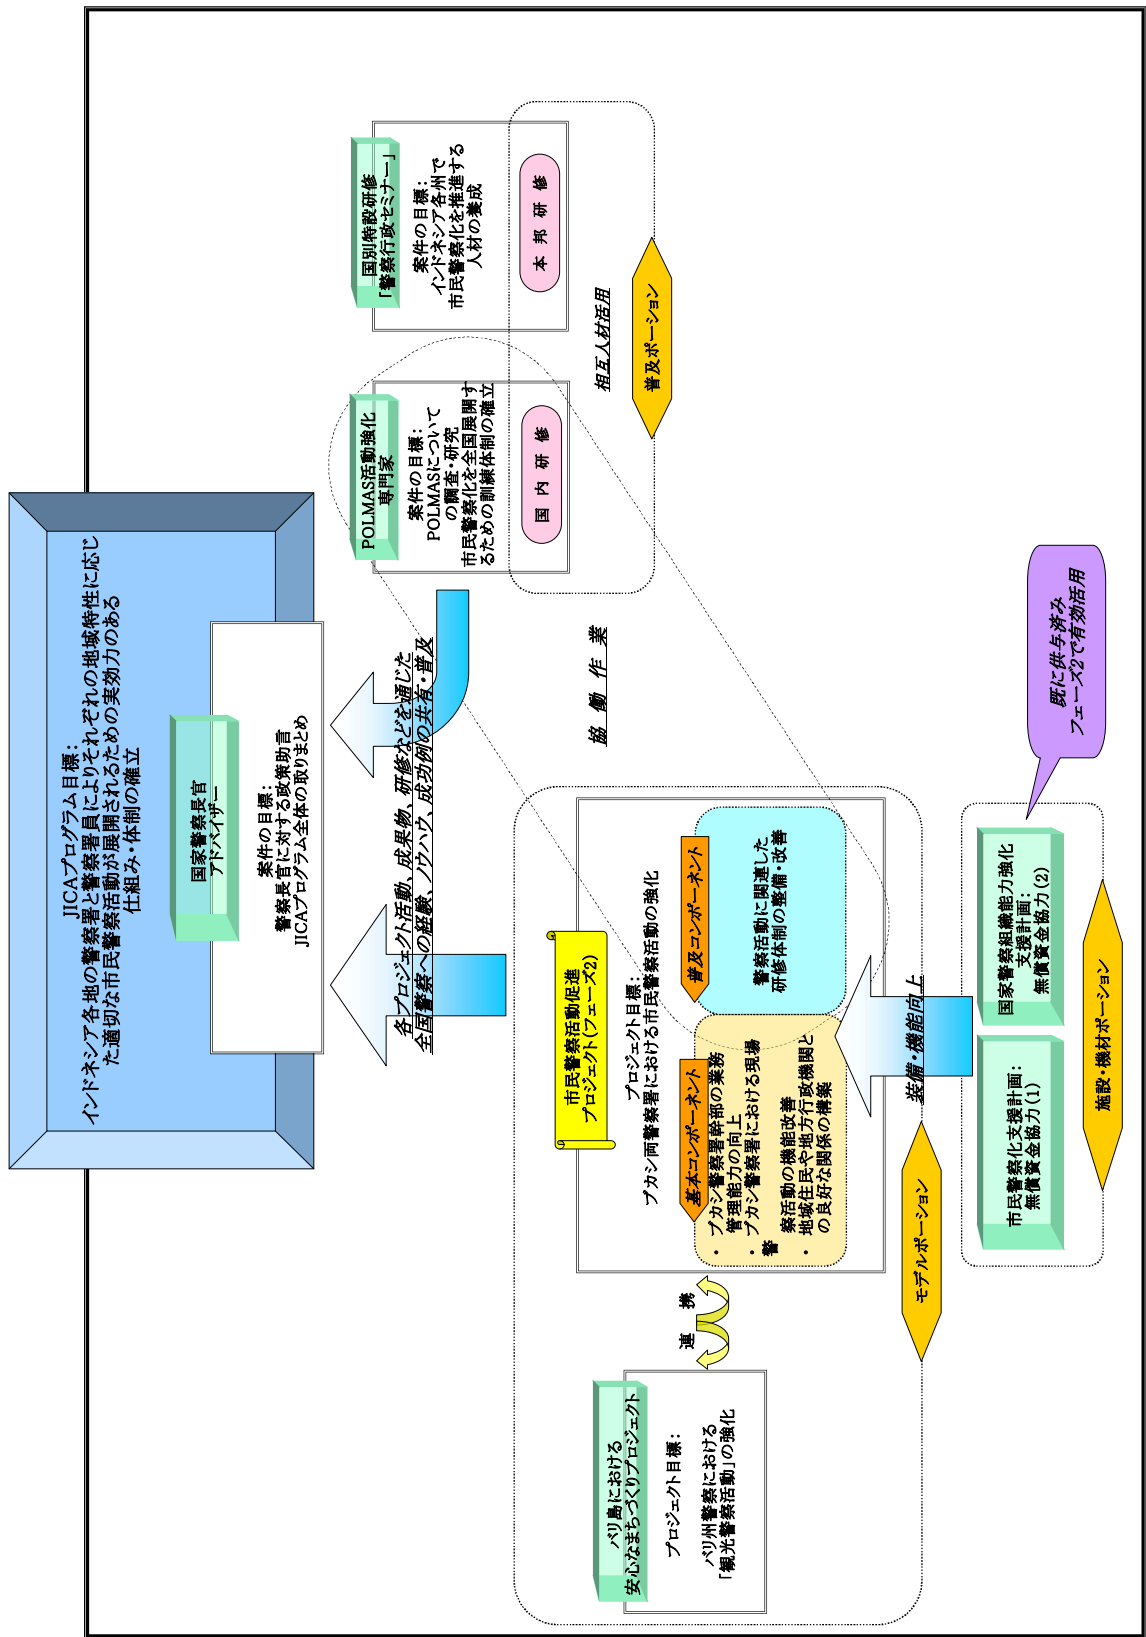 JICAプログラム目標：
インドネシア各地の警察署と警察署員によりそれぞれの地域特性に応じ
た適切な市民警察活動が展開されるための実効力のある
仕組み・体制の確立
国家警察長官
アドバイザー
案件の目標：
警察長官に対する政策助言
JICAプログラム全体の取りまとめ
各プロジェクト活動、成果物、研修などを通じた
全国警察への経験、ノウハウ、成功例の共有・普及
POLMAS活動強化
専門家
案件の目標：
POLMASについて
の調査・研究
市民警察化を全国展開す
るための訓練体制の確立
国 内 研 修
国別特設研修
「警察行政セミナー」
案件の目標：
インドネシア各州で
市民警察化を推進する
人材の養成
本 邦 研 修
相互人材活用
普及ポーション
協 働 作 業
バリ島における
安心なまちづくりプロジェクト
プロジェクト目標：
バリ州警察における
「観光警察活動」の強化
連 携
市民警察活動促進
プロジェクト(フェーズ2)
プロジェクト目標：
ブカシ両警察署における市民警察活動の強化
基本コンポーネント
・ ブカシ警察署幹部の業務
管理能力の向上
・ ブカシ警察署における現場
警
察活動の機能改善
・ 地域住民や地方行政機関と
の良好な関係の構築
普及コンポーネント
警察活動に関連した
研修体制の整備・改善
モデルポーション
装備・機能向上
市民警察化支援計画：
無償資金協力(1)
国家警察組織能力強化
支援計画：
無償資金協力(2)
既に供与済み
フェーズ2で有効活用
施設・機材ポーション